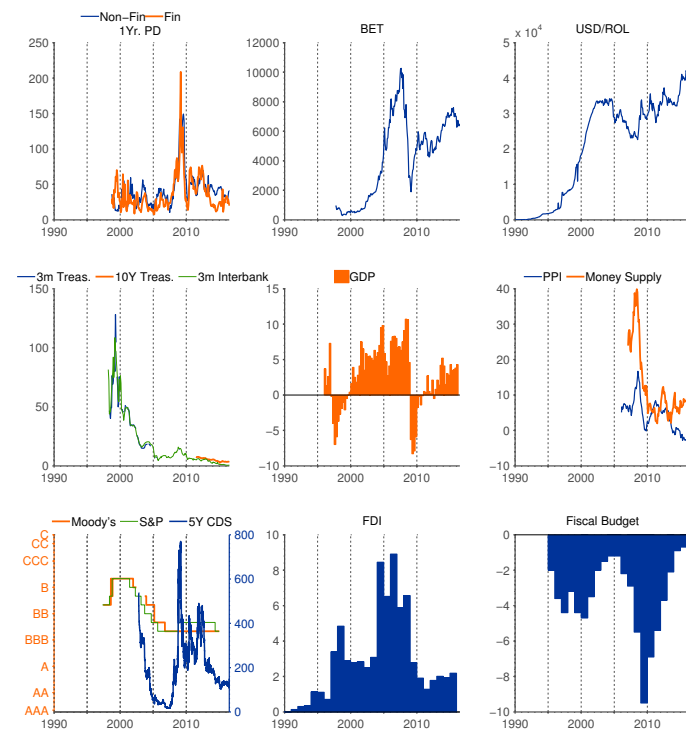 Non-Fin Fin
1Yr. PD
250
200
150
100
50
0
1990 2000 2010
BET
12000
10000
8000
6000
4000
2000
0
1990 2000 2010
USD/ROL
x 10^4
5
4
3
2
1
0
1990 2000 2010
3m Treas. 10Y Treas. 3m Interbank
150
100
50
0
1990 2000 2010
GDP
15
10
5
0
−5
−10
1990 2000 2010
PPI Money Supply
40
30
20
10
0
−10
1990 2000 2010
Moody's S&P 5Y CDS
C
CC
CCC
B
BB
BBB
A
AA
AAA
800
600
400
200
0
1990 2000 2010
FDI
10
8
6
4
2
0
1990 2000 2010
Fiscal Budget
0
−2
−4
−6
−8
−10
1990 2000 2010